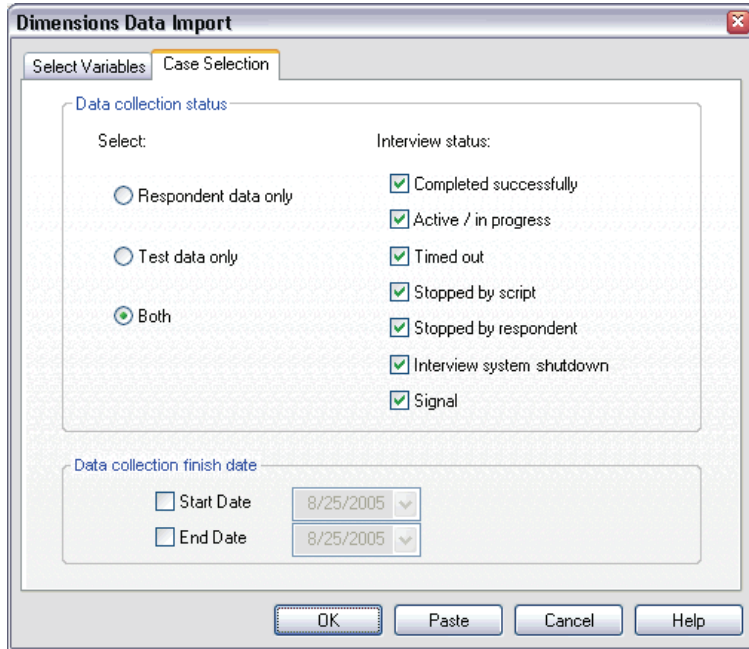 Dimensions Data Import
Select Variables
Case Selection
Data collection status
Select:
Respondent data only
Test data only
Both
Interview status:
Completed successfully
Active / in progress
Timed out
Stopped by script
Stopped by respondent
Interview system shutdown
Signal
Data collection finish date
Start Date 8/25/2005
End Date 8/25/2005
OK Paste Cancel Help